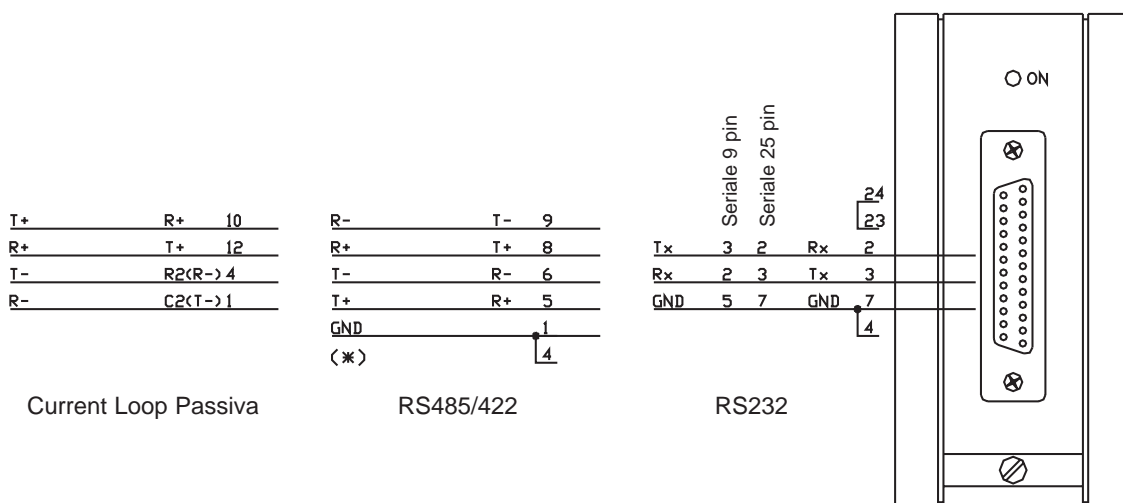 ON
Seriale 9 pin
Seriale 25 pin
24
23
T+ R+ 10
R+ T+ 12
T- R2(R-) 4
R- C2(T-) 1
Current Loop Passiva
R- T- 9
R+ T+ 8
T- R- 6
T+ R+ 5
GND 1
(*) 4
RS485/422
Tx 3 2 Rx 2
Rx 2 3 Tx 3
GND 5 7 GND 7
4
RS232